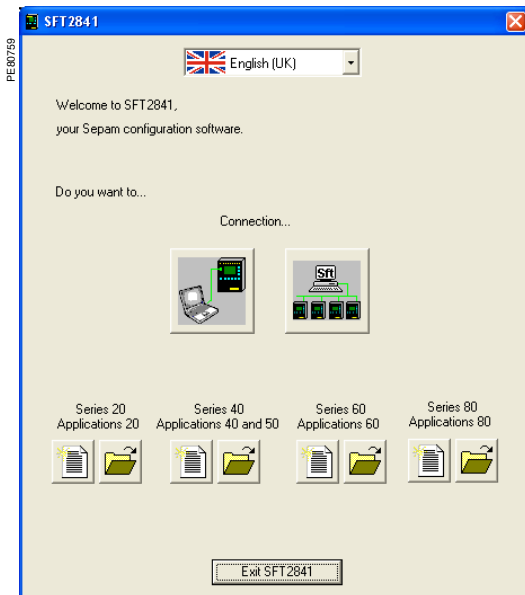 SFT2841
PE80759
English (UK)
Welcome to SFT2841,
your Sepam configuration software.
Do you want to...
Connection...
Sft
Series 20
Applications 20
Series 40
Applications 40 and 50
Series 60
Applications 60
Series 80
Applications 80
Exit SFT2841